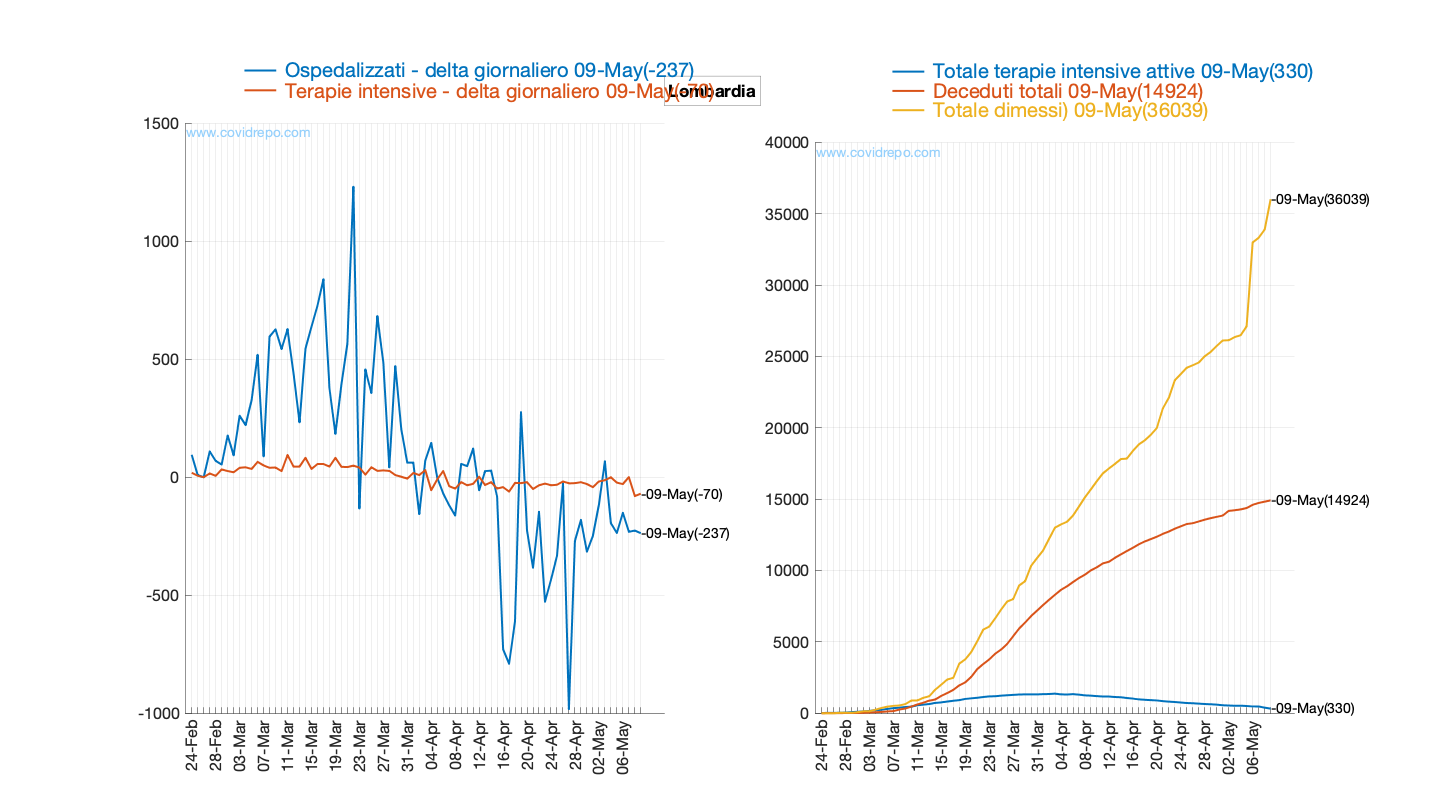 Ospedalizzati - delta giornaliero 09-May(-237)
Terapie intensive - delta giornaliero 09-May(-70)
Lombardia
www.covidrepo.com
1500
1000
500
0
-500
-1000
-09-May(-70)
-09-May(-237)
24-Feb
28-Feb
03-Mar
07-Mar
11-Mar
15-Mar
19-Mar
23-Mar
27-Mar
31-Mar
04-Apr
08-Apr
12-Apr
16-Apr
20-Apr
24-Apr
28-Apr
02-May
06-May
Totale terapie intensive attive 09-May(330)
Deceduti totali 09-May(14924)
Totale dimessi) 09-May(36039)
www.covidrepo.com
40000
35000
30000
25000
20000
15000
10000
5000
0
-09-May(36039)
-09-May(14924)
-09-May(330)
24-Feb
28-Feb
03-Mar
07-Mar
11-Mar
15-Mar
19-Mar
23-Mar
27-Mar
31-Mar
04-Apr
08-Apr
12-Apr
16-Apr
20-Apr
24-Apr
28-Apr
02-May
06-May